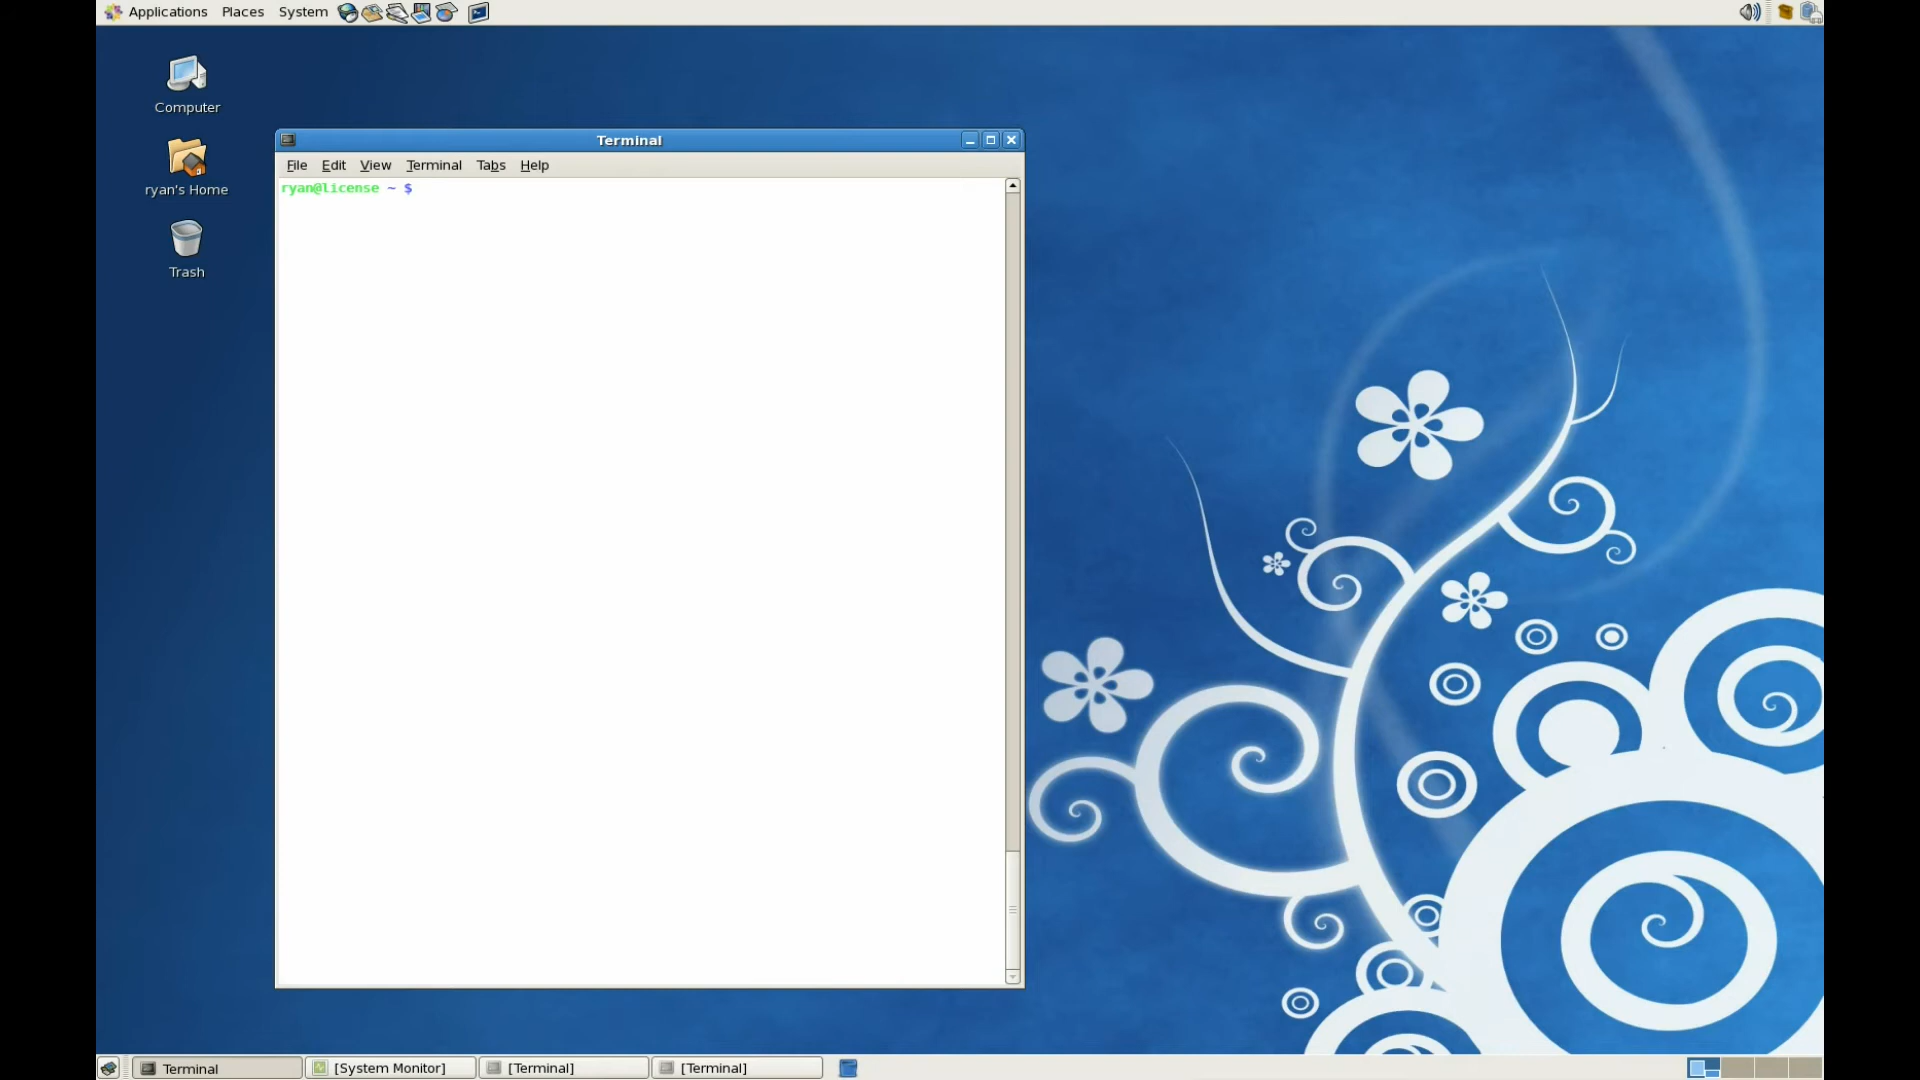 Applications Places System
Computer
ryan's Home
Trash
Terminal
File Edit View Terminal Tabs Help
ryan@license ~ $
Terminal [System Monitor] [Terminal] [Terminal]